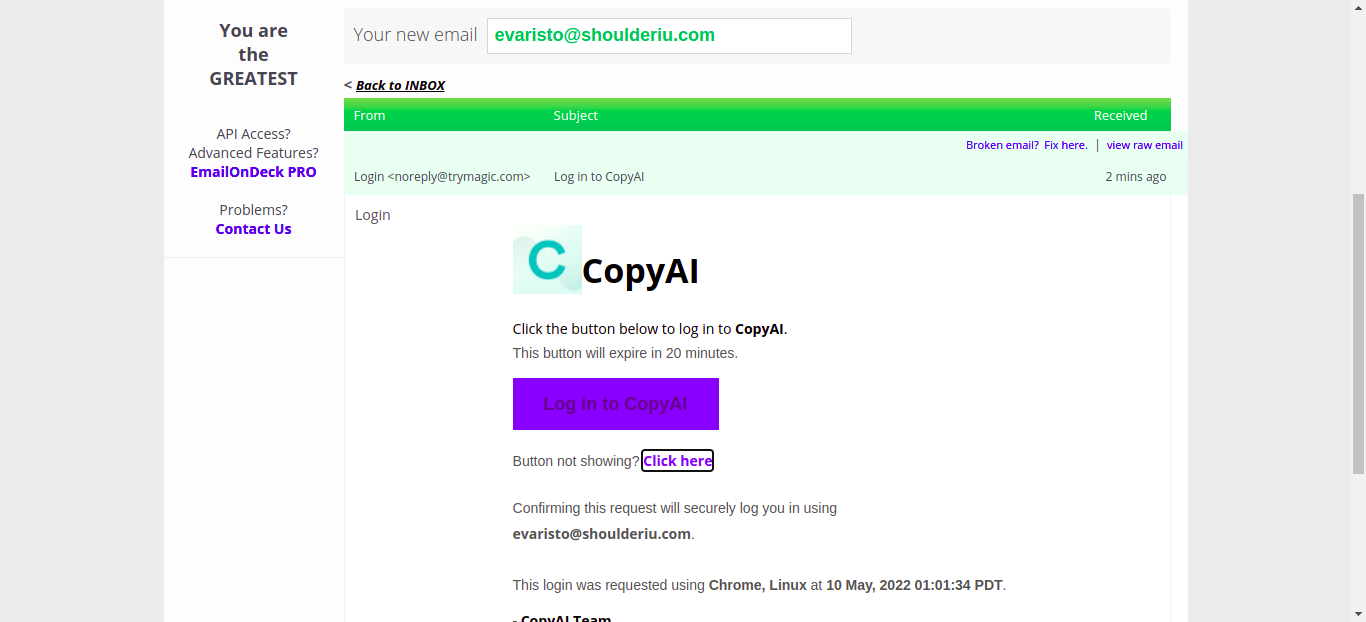 You are
the
GREATEST
API Access?
Advanced Features?
EmailOnDeck PRO
Problems?
Contact Us
Your new email evaristo@shoulderiu.com
< Back to INBOX
From Subject Received
Broken email? Fix here. | view raw email
Login <noreply@trymagic.com> Log in to CopyAI 2 mins ago
Login
C CopyAI
Click the button below to log in to CopyAI.
This button will expire in 20 minutes.
Log in to CopyAI
Button not showing? Click here
Confirming this request will securely log you in using
evaristo@shoulderiu.com.
This login was requested using Chrome, Linux at 10 May, 2022 01:01:34 PDT.
- CopyAI Team